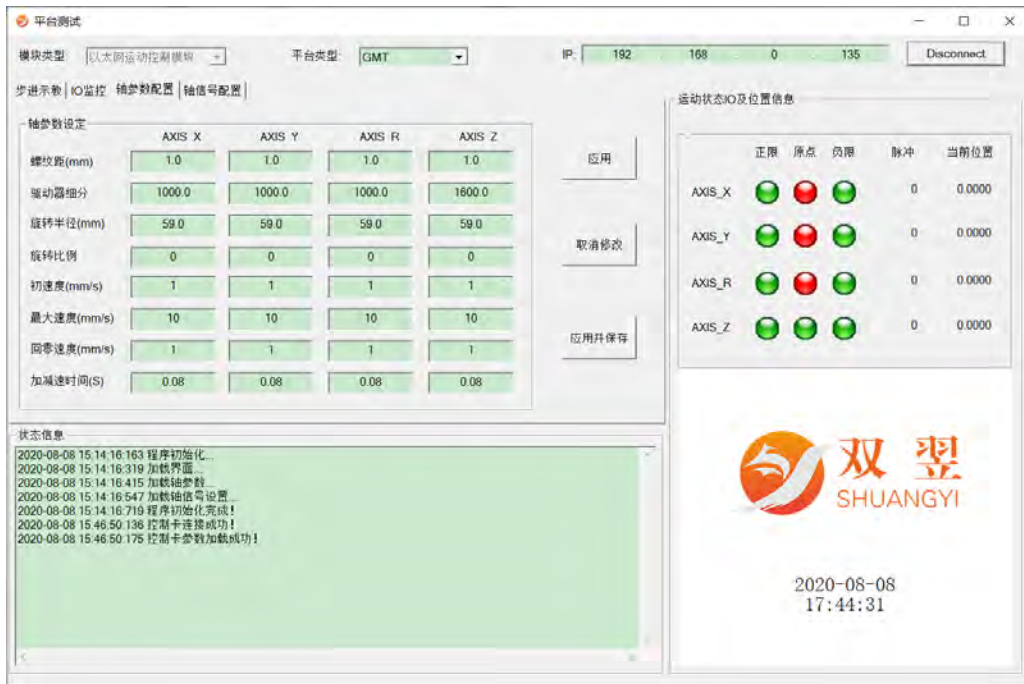 平台测试
模块类型 以太网运动控制模块 平台类型: GMT IP: 192 168 0 135 Disconnect
步进示教 IO监控 轴参数配置 轴信号配置
轴参数设定
AXIS_X AXIS_Y AXIS_R AXIS_Z
螺纹距(mm) 1.0 1.0 1.0 1.0
驱动器细分 1000.0 1000.0 1000.0 1600.0
旋转半径(mm) 59.0 59.0 59.0 59.0
旋转比例 0 0 0 0
初速度(mm/s) 1 1 1 1
最大速度(mm/s) 10 10 10 10
回零速度(mm/s) 1 1 1 1
加减速时间(S) 0.08 0.08 0.08 0.08
应用
取消修改
应用并保存
运动状态IO及位置信息
正限 原点 负限 脉冲 当前位置
AXIS_X 0 0.0000
AXIS_Y 0 0.0000
AXIS_R 0 0.0000
AXIS_Z 0 0.0000
状态信息
2020-08-08 15:14:16:163 程序初始化...
2020-08-08 15:14:16:319 加载界面...
2020-08-08 15:14:16:415 加载轴参数...
2020-08-08 15:14:16:547 加载轴信号设置...
2020-08-08 15:14:16:719 程序初始化完成!
2020-08-08 15:46:50:136 控制卡连接成功!
2020-08-08 15:46:50:175 控制卡参数加载成功!
双翌
SHUANGYI
2020-08-08
17:44:31